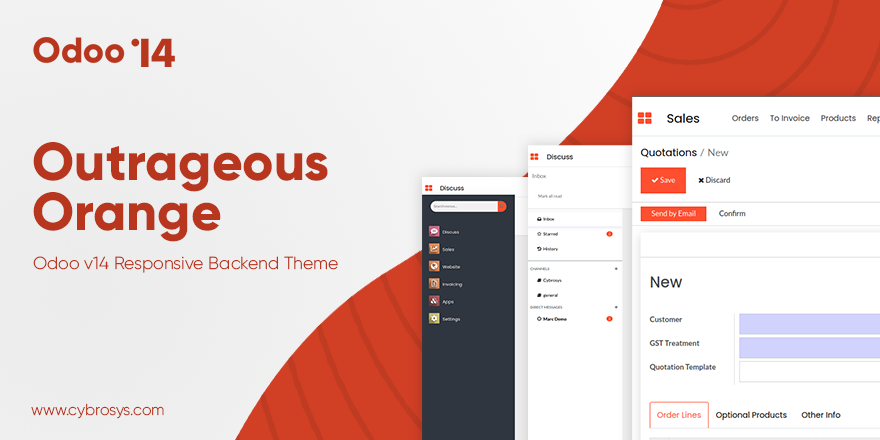 Odoo 14
Outrageous
Orange
Odoo v14 Responsive Backend Theme
www.cybrosys.com
Discuss
Discuss
Sales
Website
Invoicing
Apps
Settings
Discuss
Inbox
Mark all read
Inbox
Starred
History
CHANNELS +
Cybrosys
general
DIRECT MESSAGES +
Marc Demo
Sales Orders To Invoice Products Rep
Quotations / New
Save Discard
Send by Email Confirm
New
Customer
GST Treatment
Quotation Template
Order Lines Optional Products Other Info